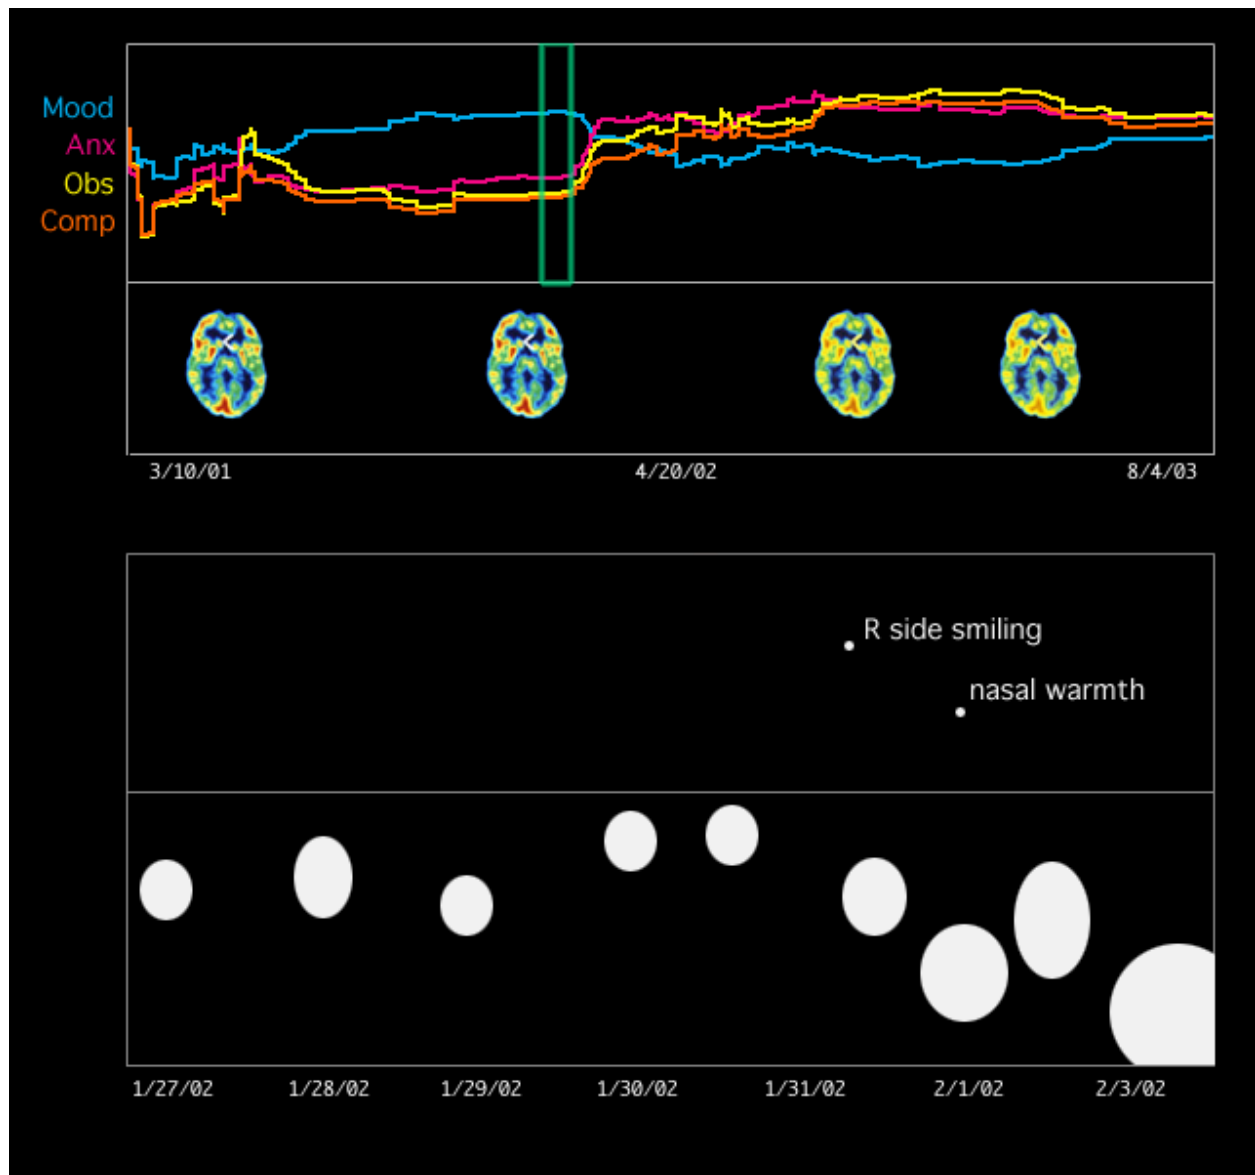 Mood
Anx
Obs
Comp
3/10/01 4/20/02 8/4/03
R side smiling
nasal warmth
1/27/02 1/28/02 1/29/02 1/30/02 1/31/02 2/1/02 2/3/02